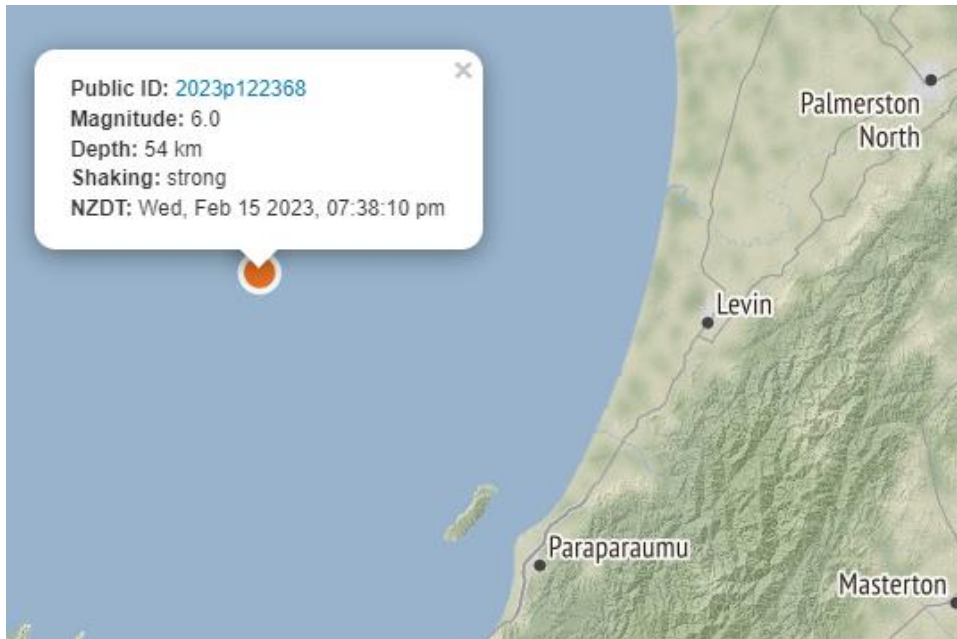 Public ID: 2023p122368
Magnitude: 6.0
Depth: 54 km
Shaking: strong
NZDT: Wed, Feb 15 2023, 07:38:10 pm
Palmerston
North
Levin
Paraparaumu
Masterton